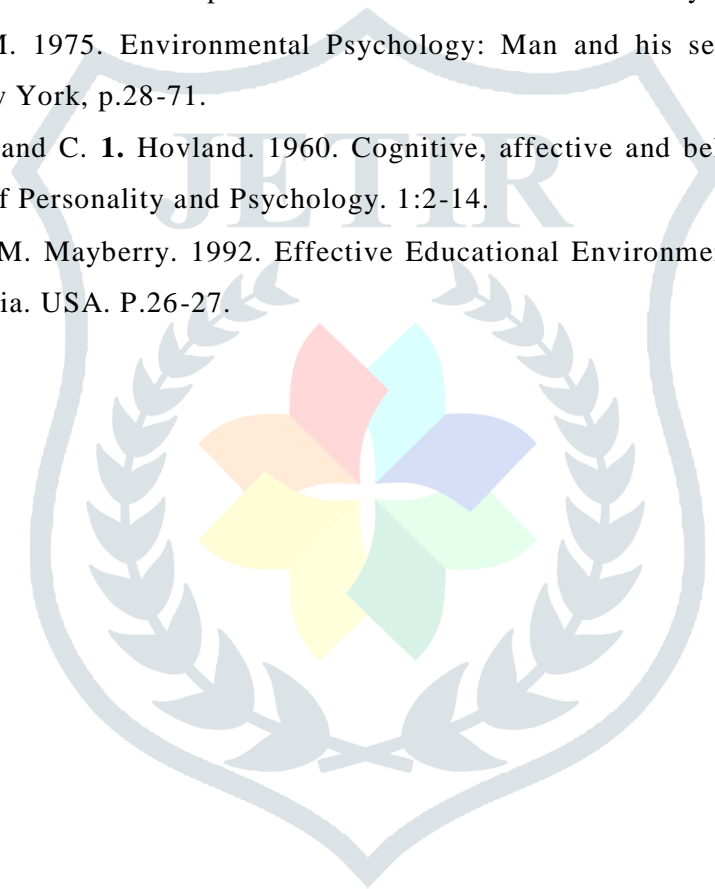 M. 1975. Environmental Psychology: Man and his se
York, p.28-71.
and C. 1. Hovland. 1960. Cognitive, affective and be
f Personality and Psychology. 1:2-14.
M. Mayberry. 1992. Effective Educational Environme
ia. USA. P.26-27.
JETIR